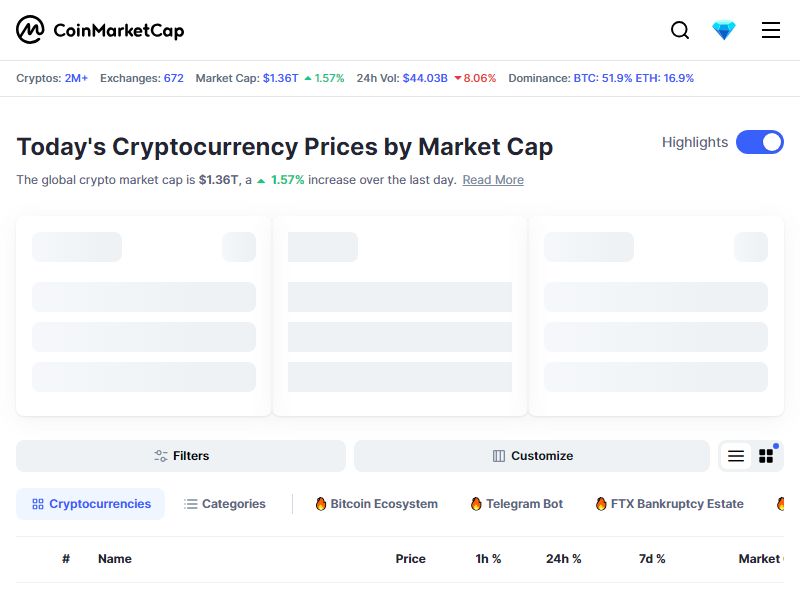 CoinMarketCap
Cryptos: 2M+ Exchanges: 672 Market Cap: $1.36T 1.57% 24h Vol: $44.03B 8.06% Dominance: BTC: 51.9% ETH: 16.9%
Today's Cryptocurrency Prices by Market Cap
Highlights
The global crypto market cap is $1.36T, a 1.57% increase over the last day. Read More
Filters
Customize
Cryptocurrencies Categories Bitcoin Ecosystem Telegram Bot FTX Bankruptcy Estate
# Name Price 1h % 24h % 7d % Market